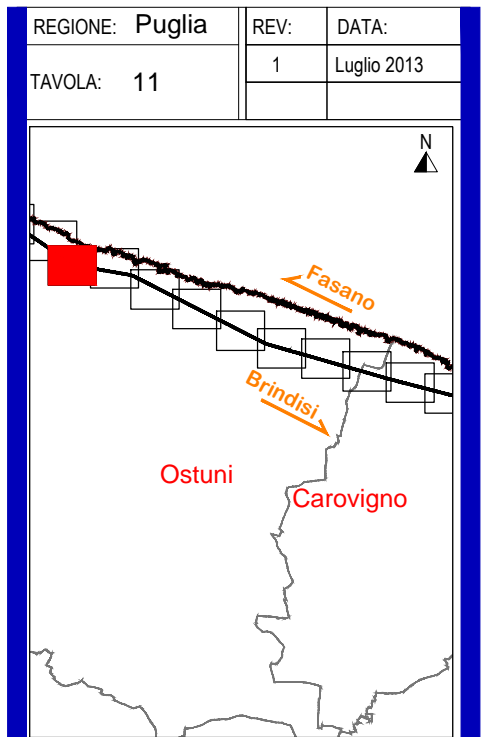 REGIONE: Puglia
REV: DATA:
TAVOLA: 11
1 Luglio 2013
N
Fasano
Brindisi
Ostuni
Carovigno